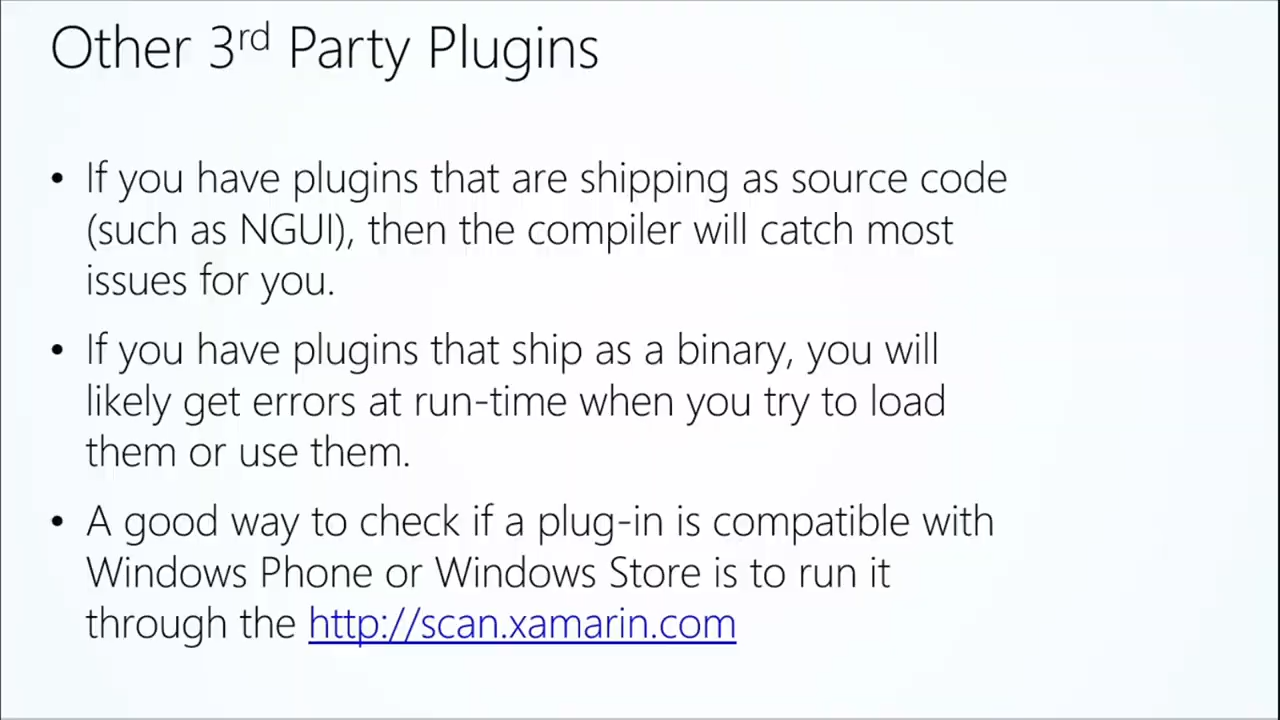 Other 3rd Party Plugins
• If you have plugins that are shipping as source code
(such as NGUI), then the compiler will catch most
issues for you.
• If you have plugins that ship as a binary, you will
likely get errors at run-time when you try to load
them or use them.
• A good way to check if a plug-in is compatible with
Windows Phone or Windows Store is to run it
through the http://scan.xamarin.com